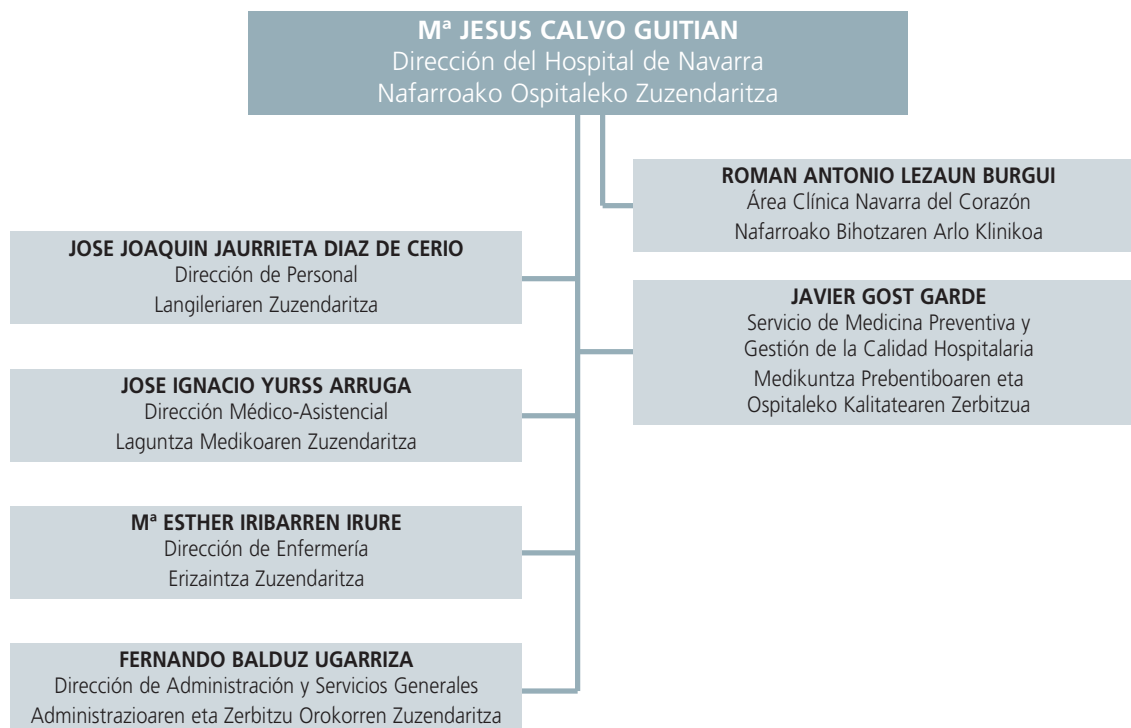 Mª JESUS CALVO GUITIAN
Dirección del Hospital de Navarra
Nafarroako Ospitaleko Zuzendaritza
ROMAN ANTONIO LEZAUN BURGUI
Área Clínica Navarra del Corazón
Nafarroako Bihotzaren Arlo Klinikoa
JOSE JOAQUIN JAURRIETA DIAZ DE CERIO
Dirección de Personal
Langileriaren Zuzendaritza
JAVIER GOST GARDE
Servicio de Medicina Preventiva y
Gestión de la Calidad Hospitalaria
Medikuntza Prebentiboaren eta
Ospitaleko Kalitatearen Zerbitzua
JOSE IGNACIO YURSS ARRUGA
Dirección Médico-Asistencial
Laguntza Medikoaren Zuzendaritza
Mª ESTHER IRIBARREN IRURE
Dirección de Enfermería
Erizaintza Zuzendaritza
FERNANDO BALDUZ UGARRIZA
Dirección de Administración y Servicios Generales
Administrazioaren eta Zerbitzu Orokorren Zuzendaritza